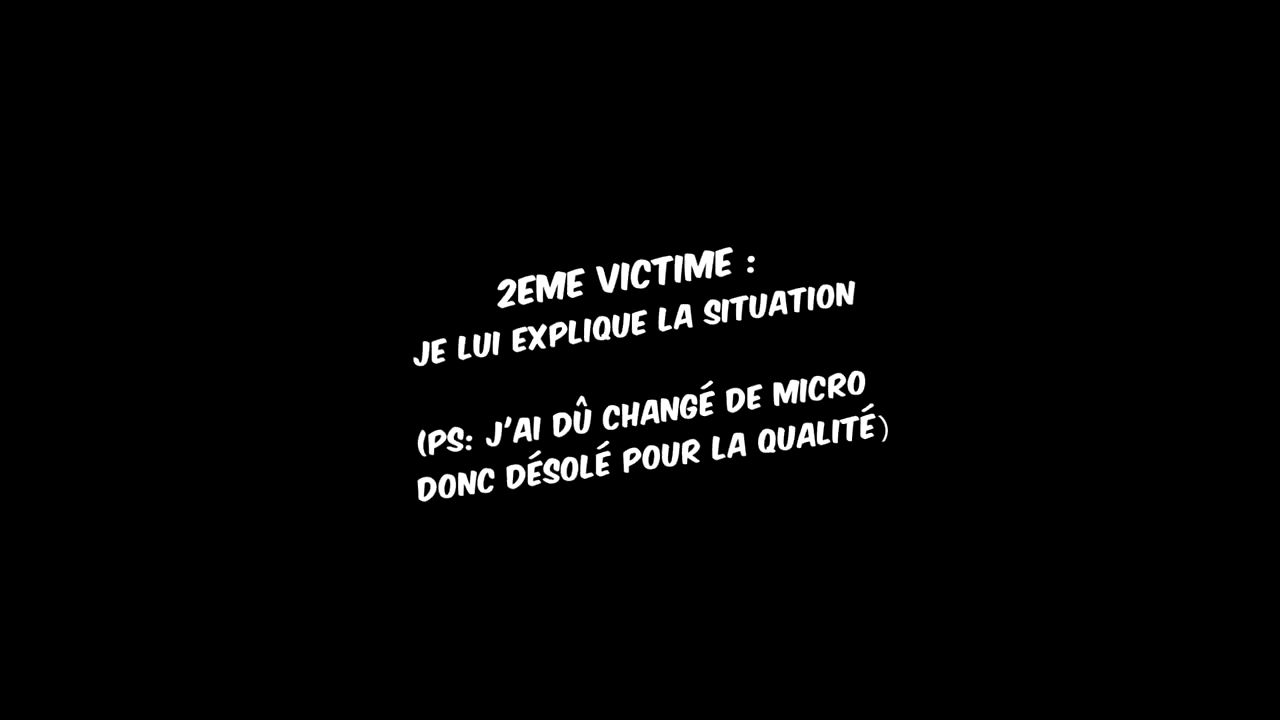 2EME VICTIME :
JE LUI EXPLIQUE LA SITUATION
(PS: J'AI DÛ CHANGÉ DE MICRO
DONC DÉSOLÉ POUR LA QUALITÉ)